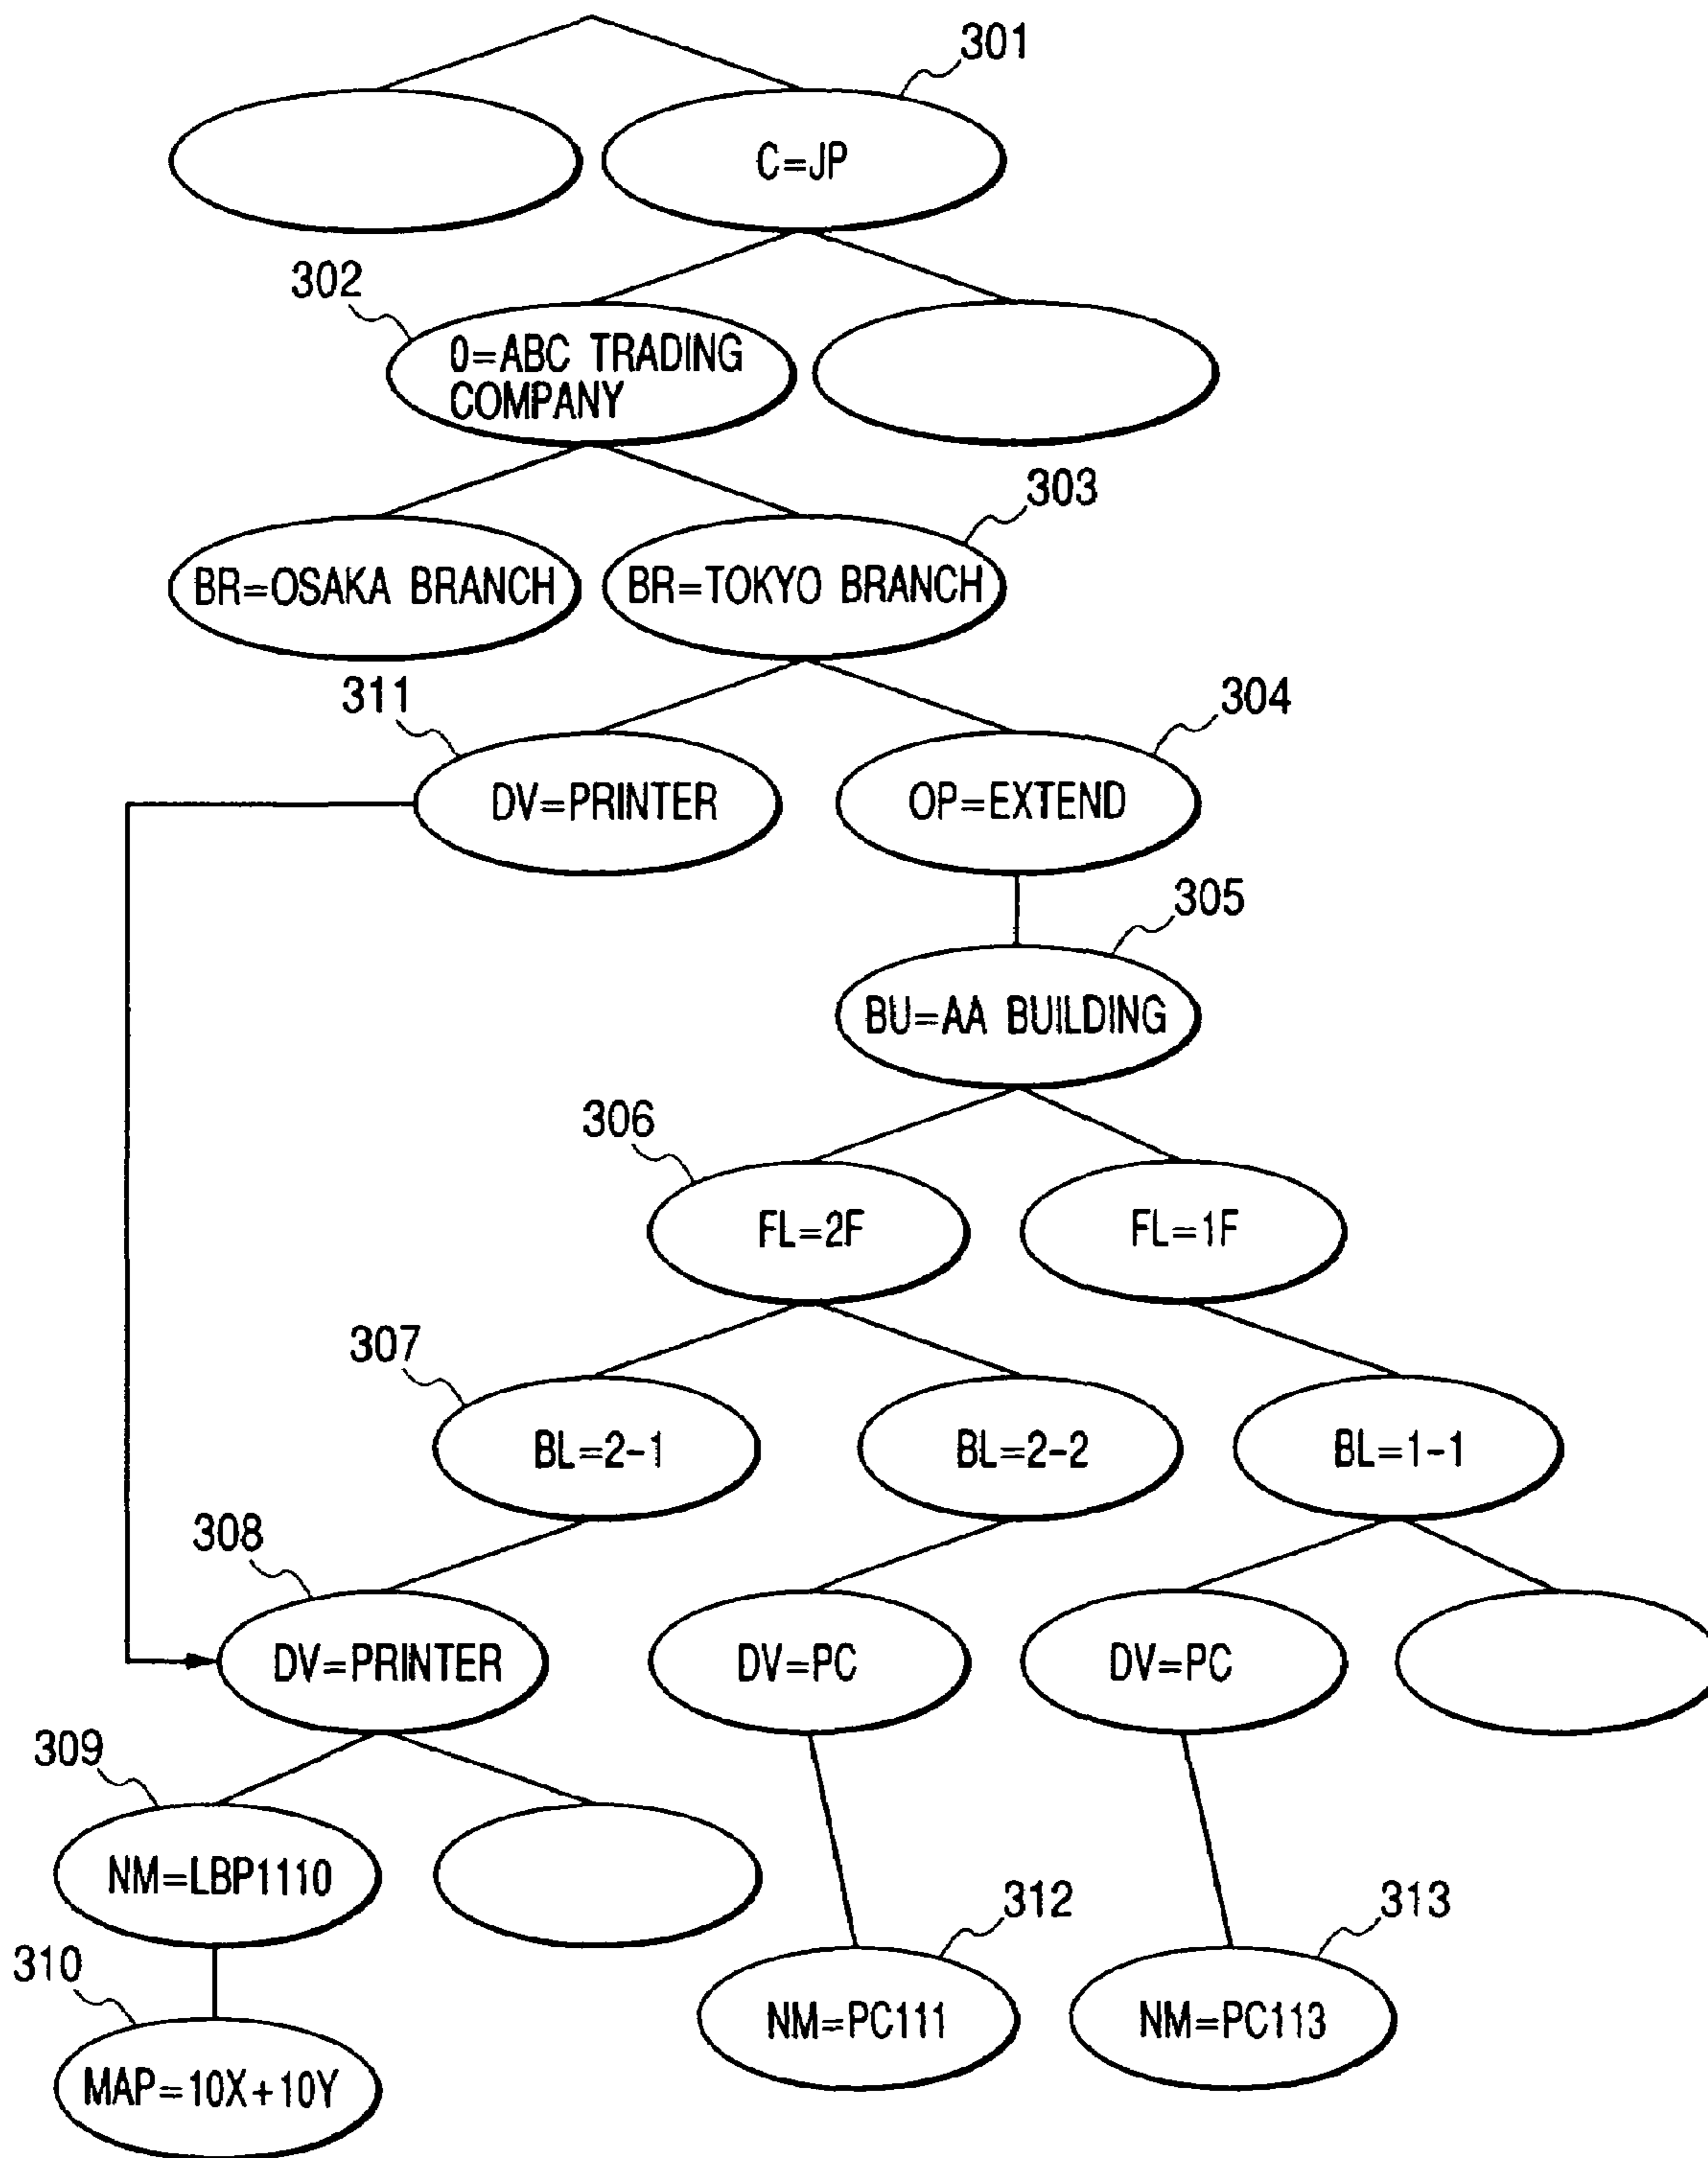 301
C=JP
302
0=ABC TRADING
COMPANY
303
BR=OSAKA BRANCH
BR=TOKYO BRANCH
311
304
DV=PRINTER
OP=EXTEND
305
BU=AA BUILDING
306
FL=2F
FL=1F
307
BL=2-1
BL=2-2
BL=1-1
308
DV=PRINTER
DV=PC
DV=PC
309
NM=LBP1110
312
313
310
NM=PC111
NM=PC113
MAP=10X+10Y